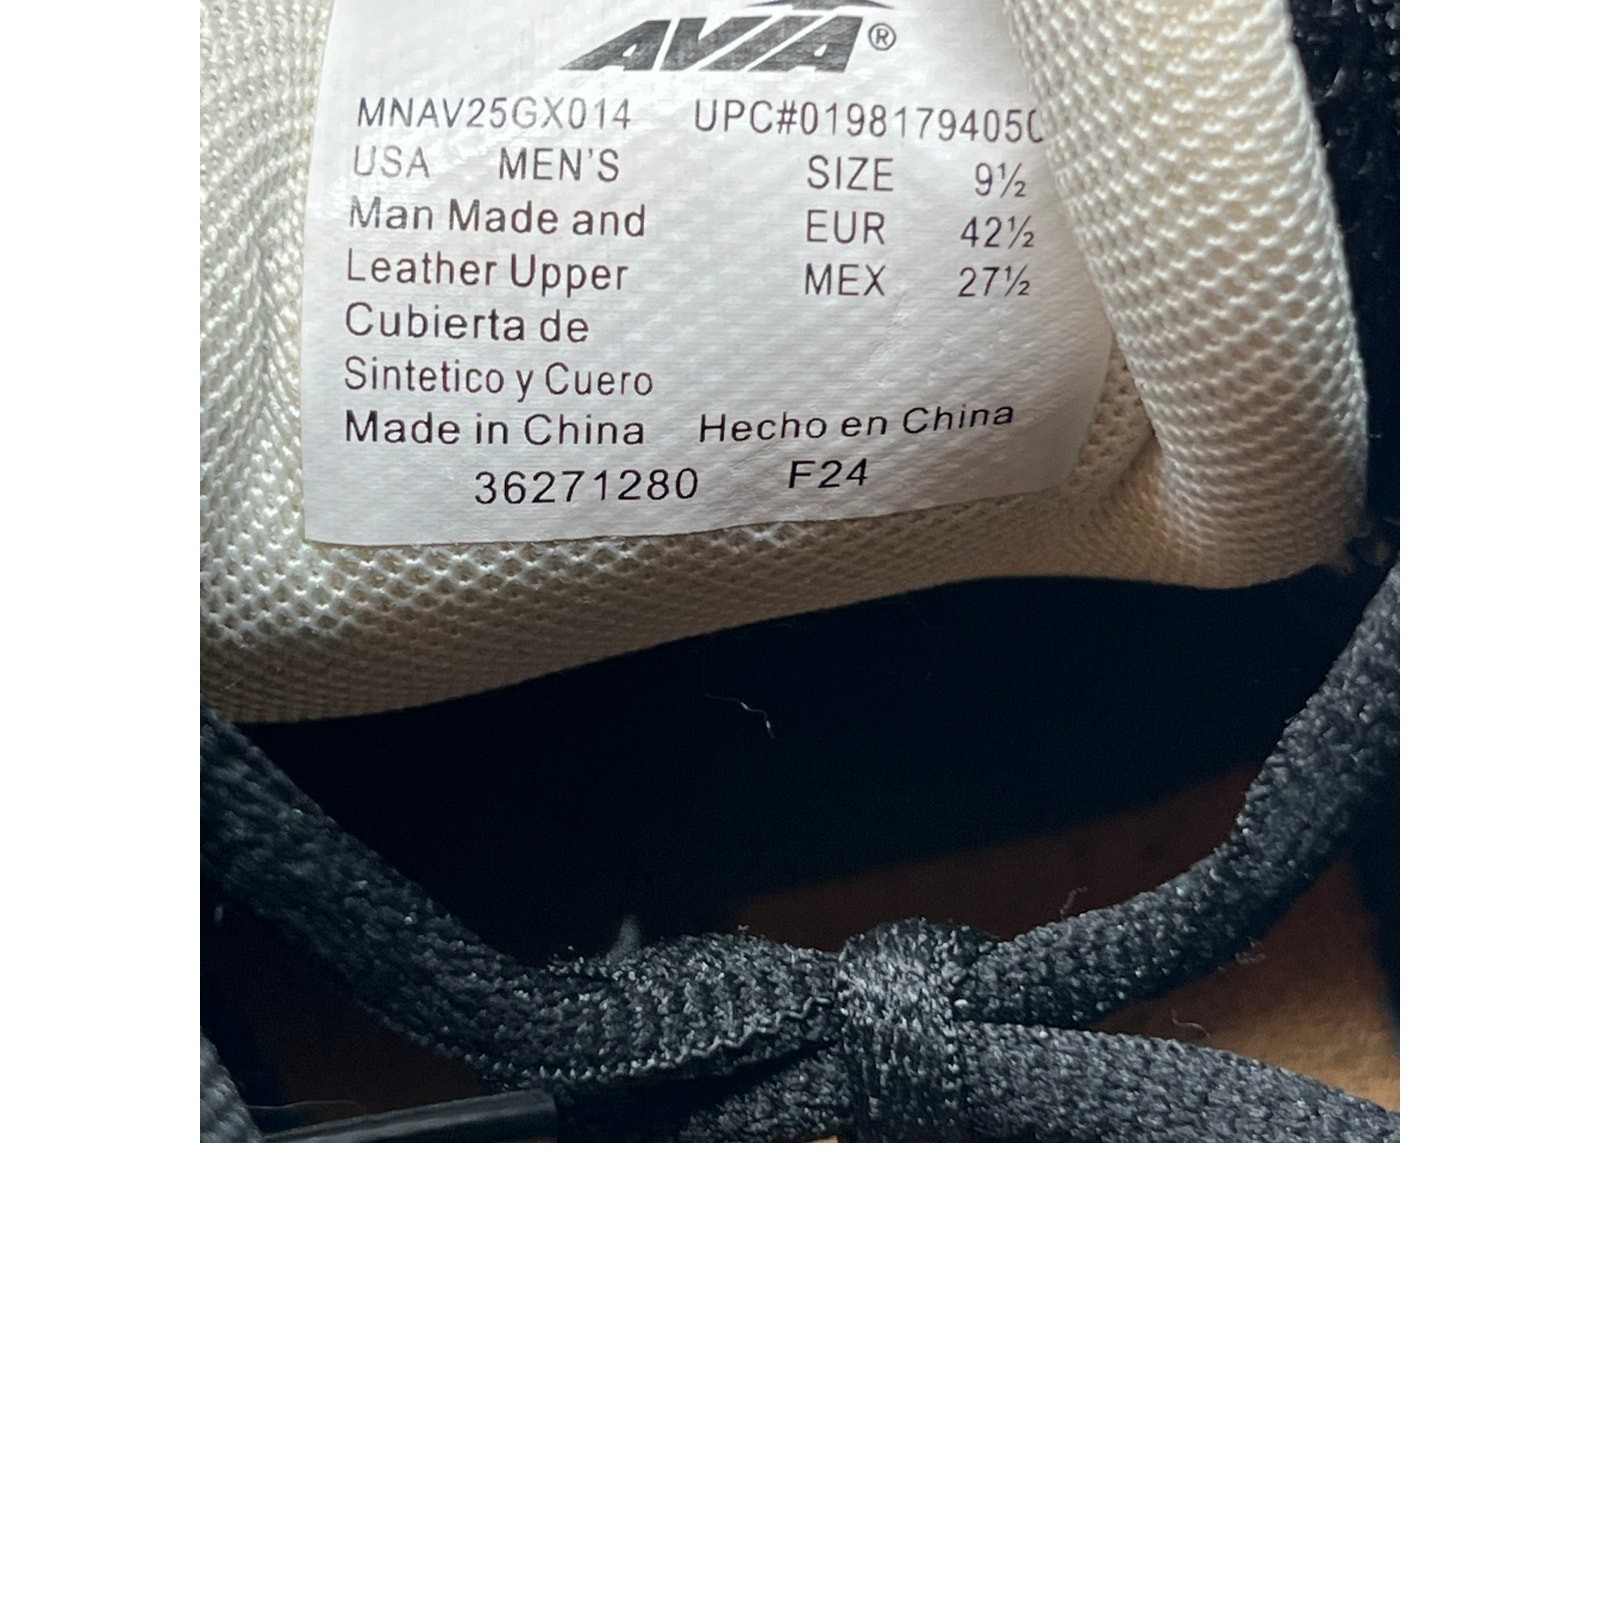 AVIA®
MNAV25GX014 UPC#01981794050
USA MEN'S SIZE 9½
Man Made and EUR 42½
Leather Upper MEX 27½
Cubierta de
Sintetico y Cuero
Made in China Hecho en China
36271280 F24